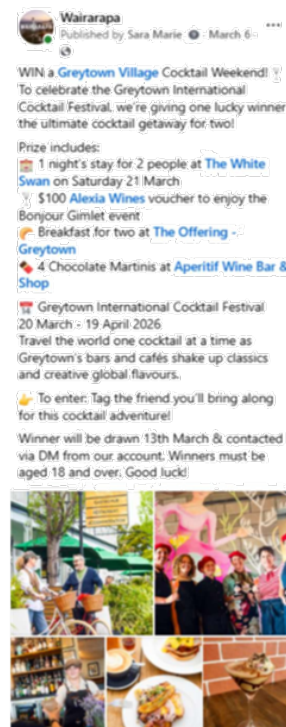 Wairarapa
Published by Sara Marie · March 6 ·
WIN a Greytown Village Cocktail Weekend! 🍸
To celebrate the Greytown International
Cocktail Festival, we're giving one lucky winner
the ultimate cocktail getaway for two!
Prize includes:
🏨 1 night's stay for 2 people at The White
Swan on Saturday 21 March
🍸 $100 Alexia Wines voucher to enjoy the
Bonjour Gimlet event
🥐 Breakfast for two at The Offering -
Greytown
🍫 4 Chocolate Martinis at Aperitif Wine Bar &
Shop
📅 Greytown International Cocktail Festival
20 March - 19 April 2026
Travel the world one cocktail at a time as
Greytown's bars and cafés shake up classics
and creative global flavours..
👉 To enter: Tag the friend you'll bring along
for this cocktail adventure!
Winner will be drawn 13th March & contacted
via DM from our account. Winners must be
aged 18 and over. Good luck!